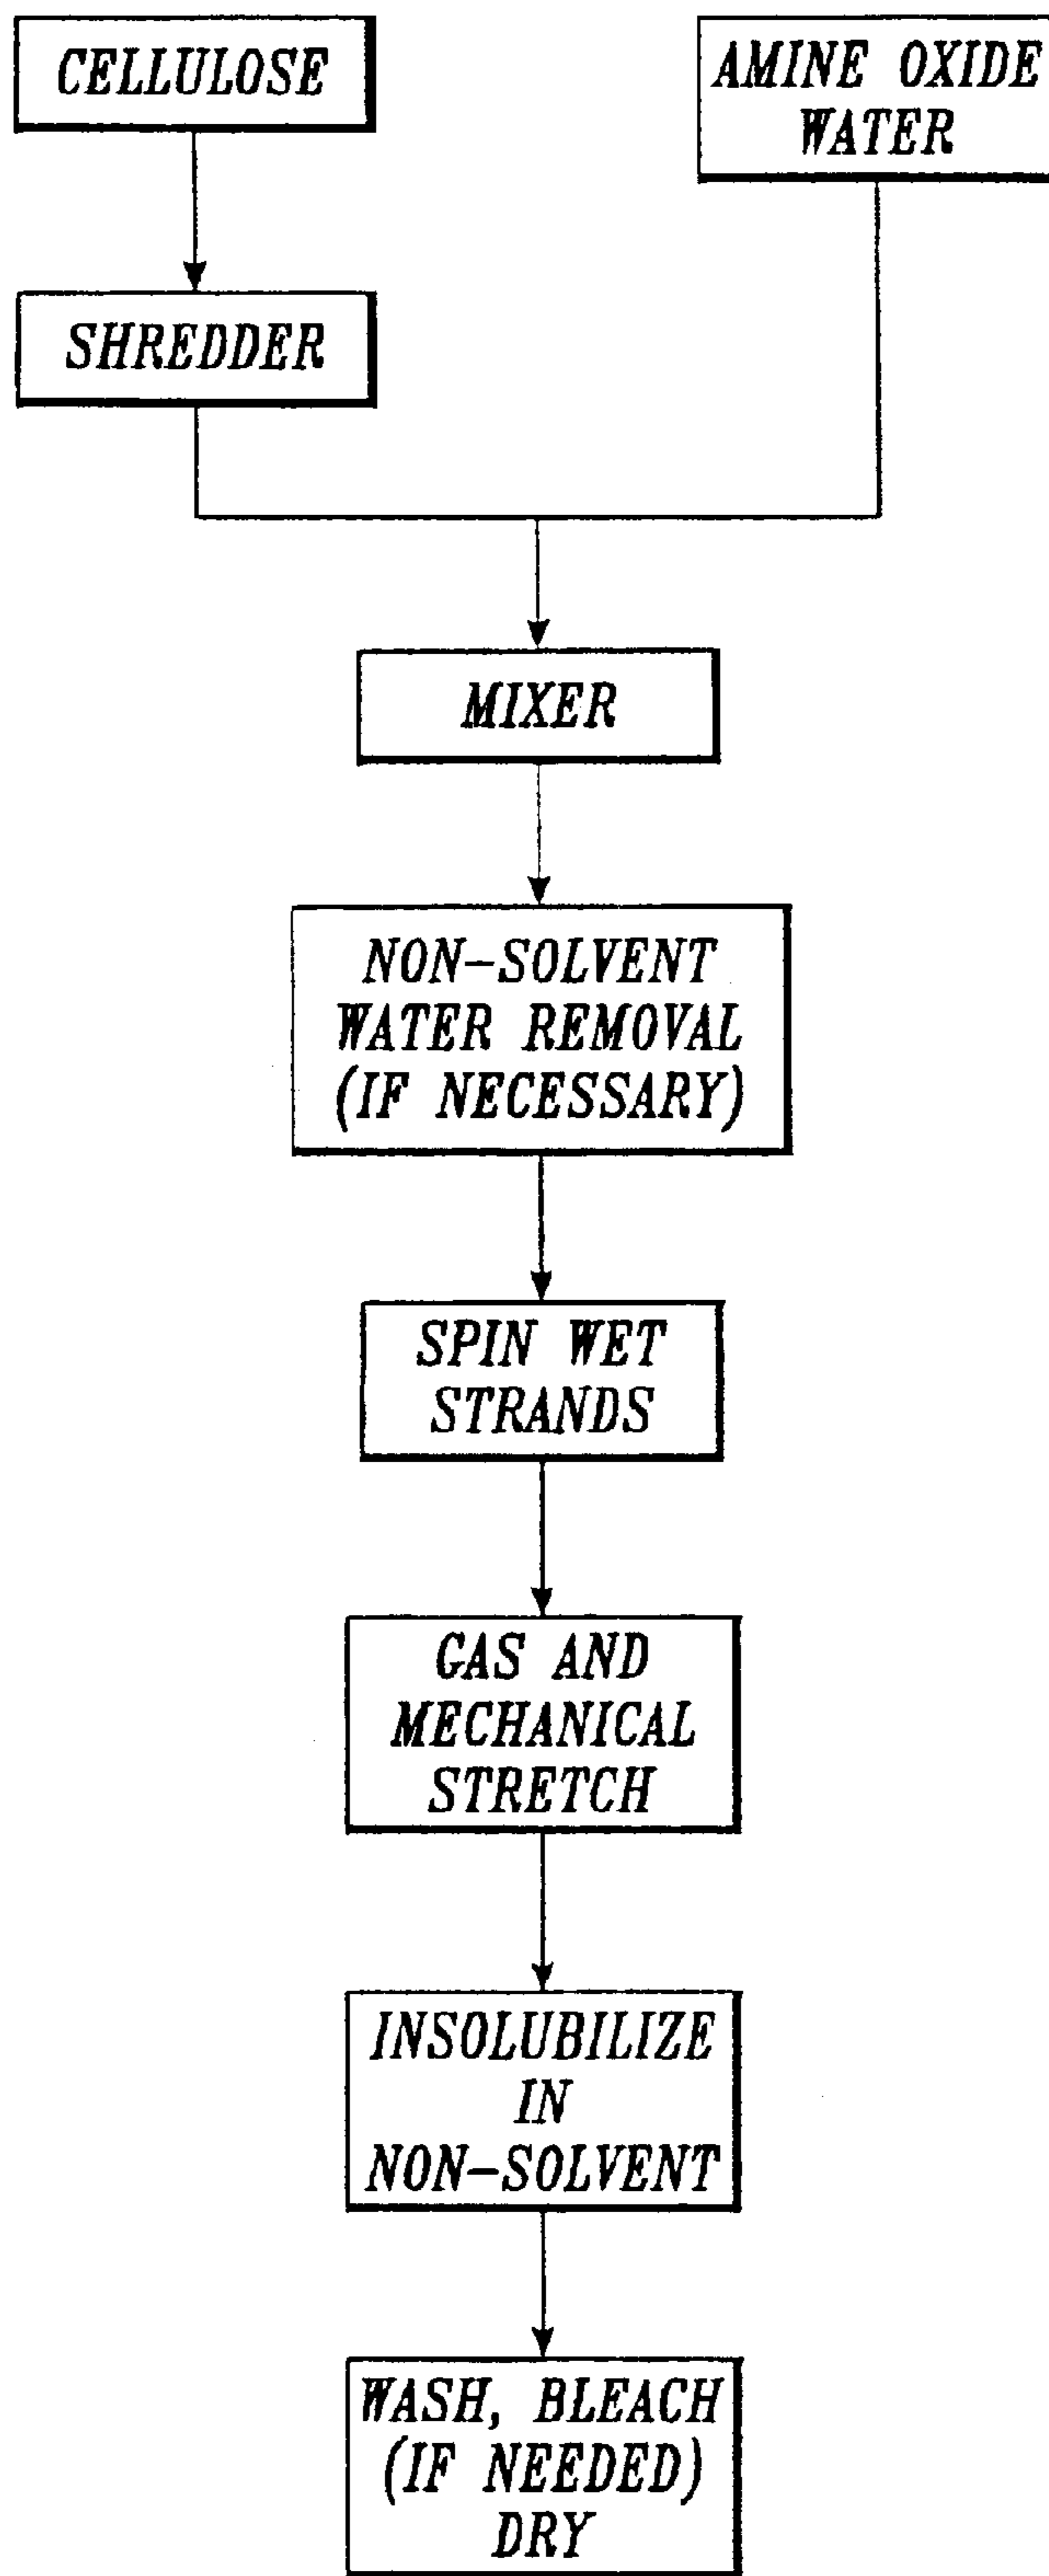 CELLULOSE
AMINE OXIDE
WATER
SHREDDER
MIXER
NON-SOLVENT
WATER REMOVAL
(IF NECESSARY)
SPIN WET
STRANDS
GAS AND
MECHANICAL
STRETCH
INSOLUBILIZE
IN
NON-SOLVENT
WASH, BLEACH
(IF NEEDED)
DRY